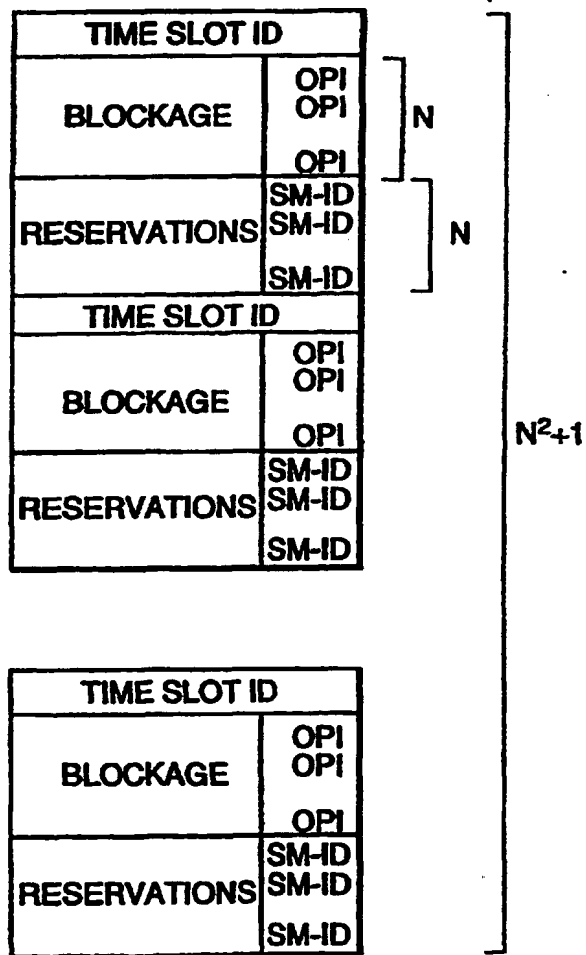 TIME SLOT ID
OPI
BLOCKAGE OPI N
OPI
SM-ID
RESERVATIONS SM-ID N
SM-ID
TIME SLOT ID
OPI
OPI
BLOCKAGE
OPI N²+1
SM-ID
RESERVATIONS SM-ID
SM-ID
TIME SLOT ID
OPI
BLOCKAGE OPI
OPI
SM-ID
RESERVATIONS SM-ID
SM-ID